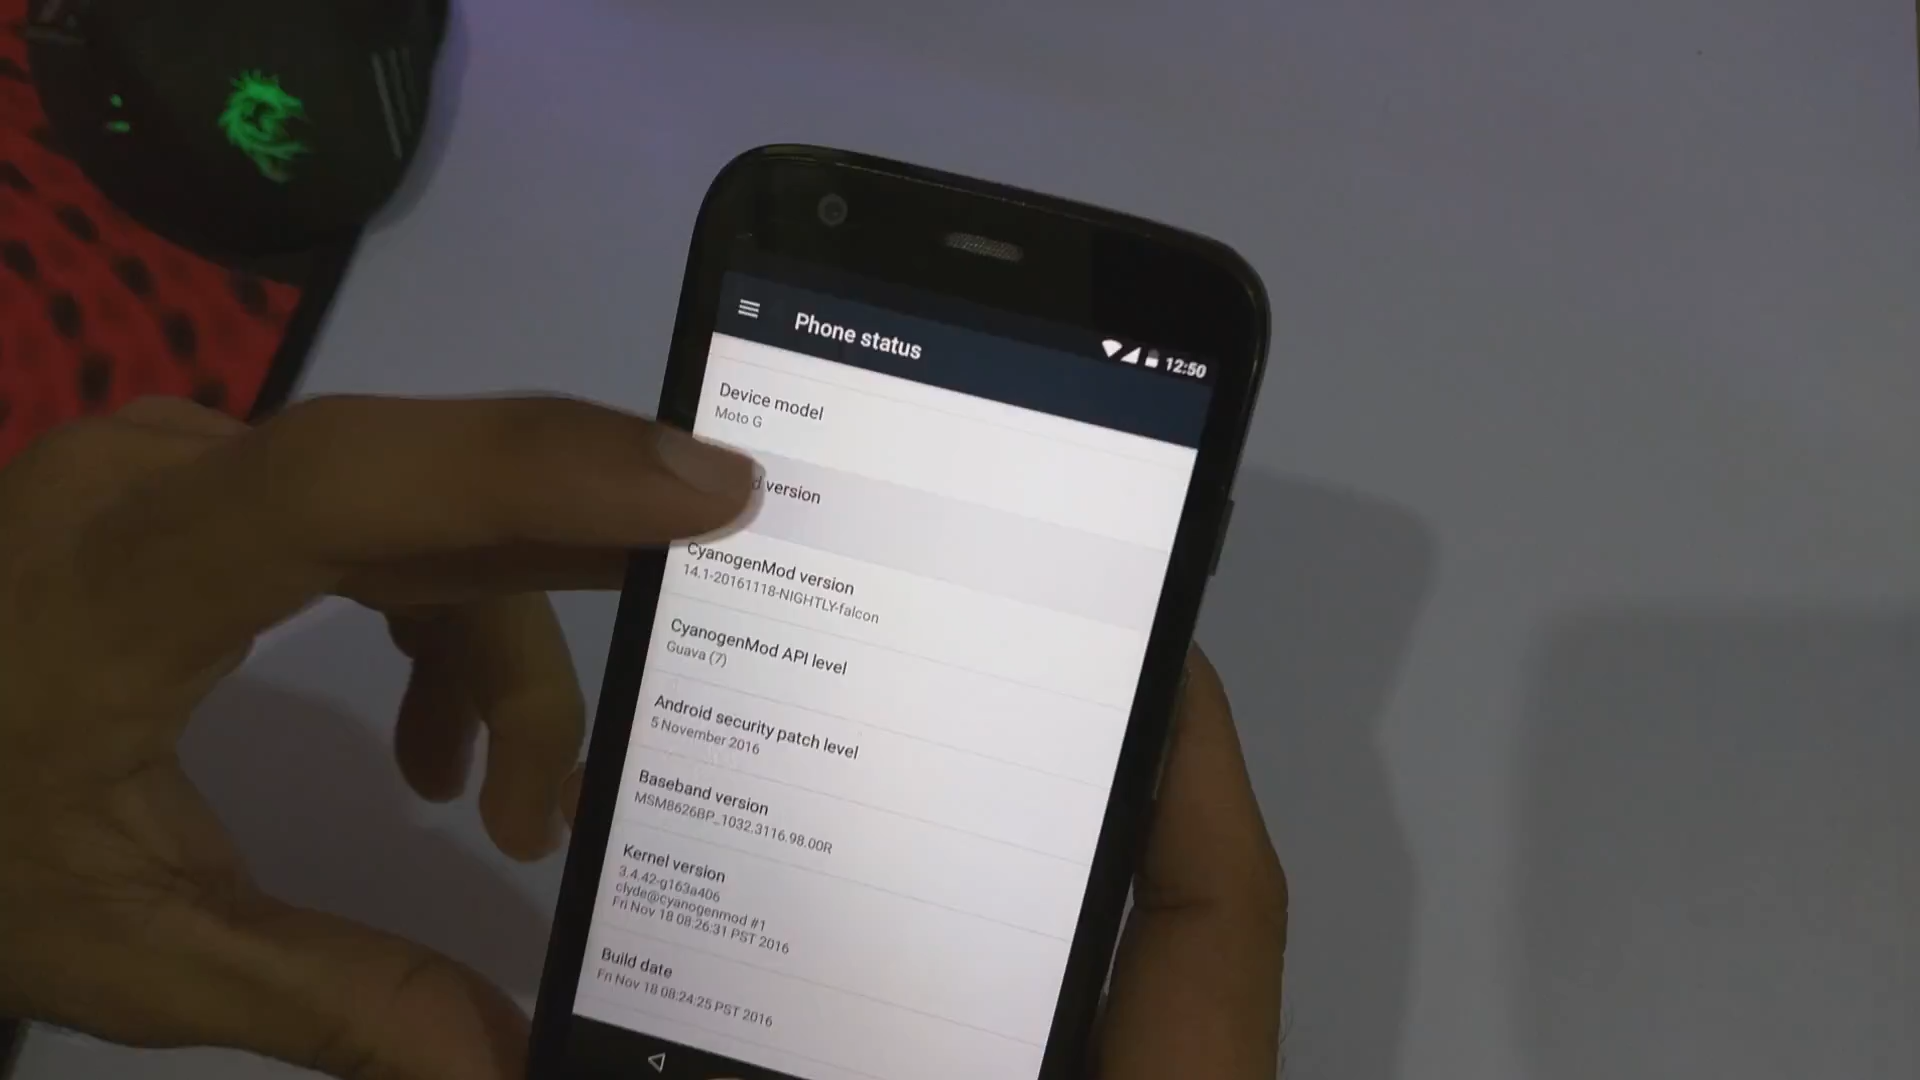 Phone status
12:50
Device model
Moto G
version
CyanogenMod version
14.1-20161118-NIGHTLY-falcon
CyanogenMod API level
Guava (7)
Android security patch level
5 November 2016
Baseband version
MSM8626BP_1032.3116.98.00R
Kernel version
3.4.42-g163a406
clyde@cyanogenmod #1
Fri Nov 18 08:26:31 PST 2016
Build date
Fri Nov 18 08:24:25 PST 2016